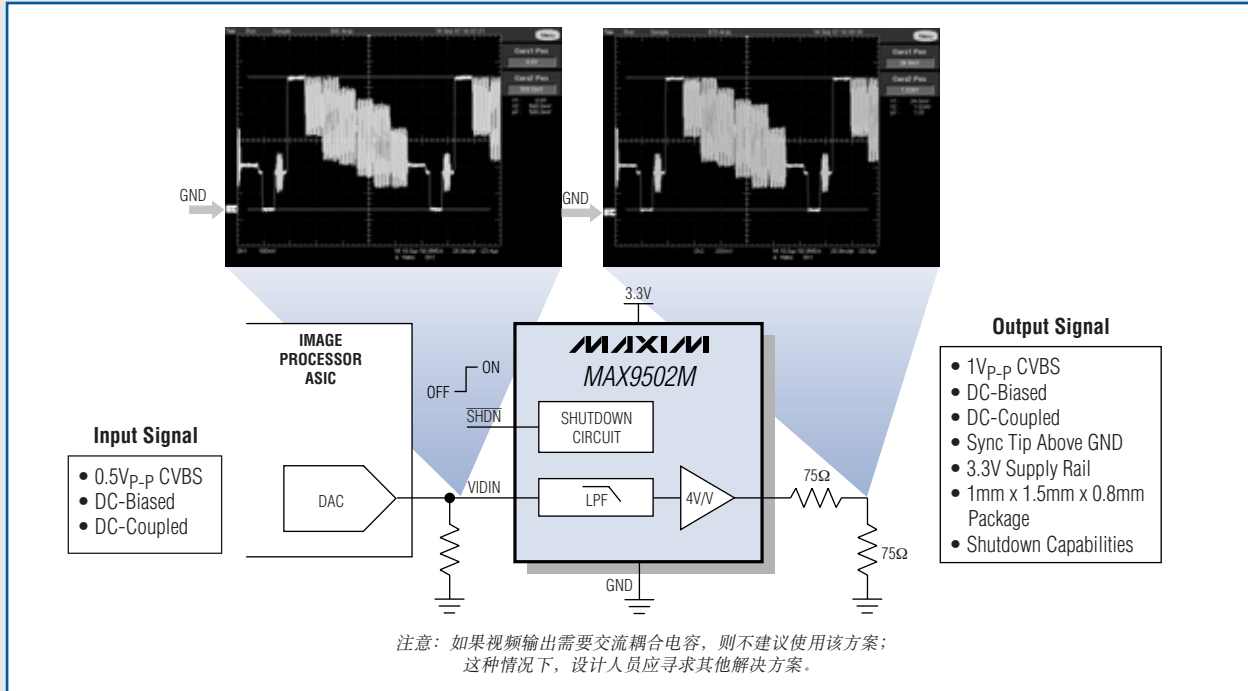 GND
GND
3.3V
IMAGE
PROCESSOR
ASIC
OFF
ON
SHDN
MAXIM
MAX9502M
SHUTDOWN
CIRCUIT
Input Signal
• 0.5VP-P CVBS
• DC-Biased
• DC-Coupled
DAC
VIDIN
LPF
4V/V
75Ω
75Ω
GND
Output Signal
• 1VP-P CVBS
• DC-Biased
• DC-Coupled
• Sync Tip Above GND
• 3.3V Supply Rail
• 1mm x 1.5mm x 0.8mm
Package
• Shutdown Capabilities
注意：如果视频输出需要交流耦合电容，则不建议使用该方案；
这种情况下，设计人员应寻求其他解决方案。